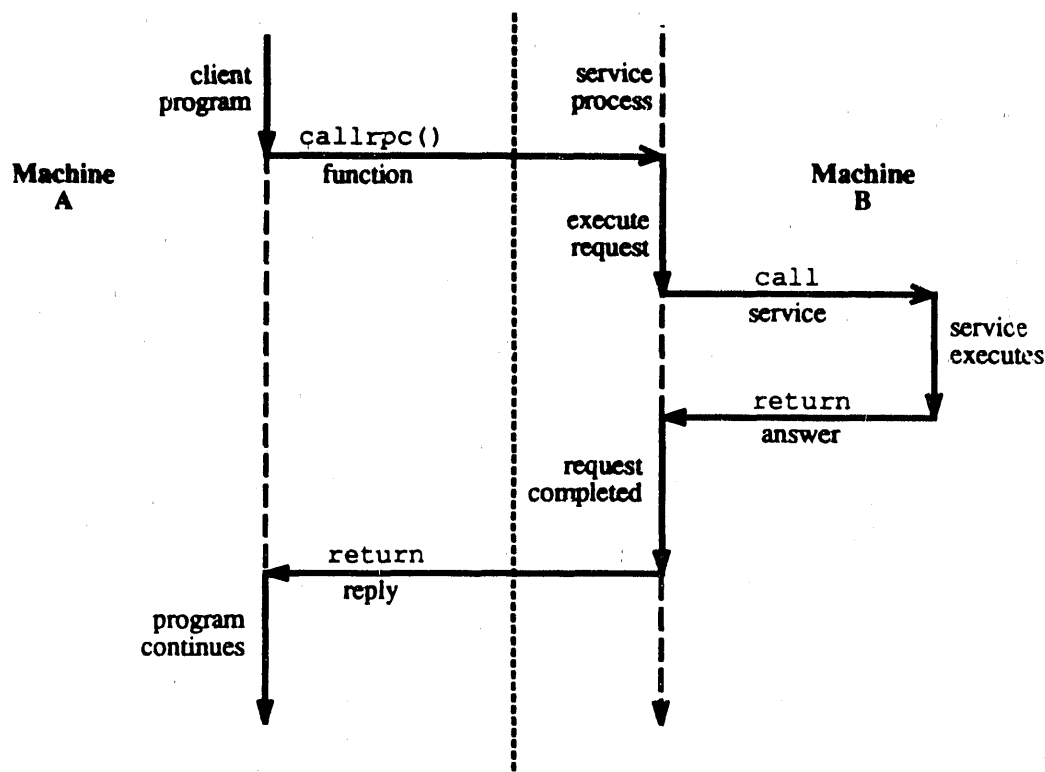 client
program
service
process
callrpc()
function
Machine
A
Machine
B
execute
request
call
service
service
executes
return
answer
request
completed
return
reply
program
continues